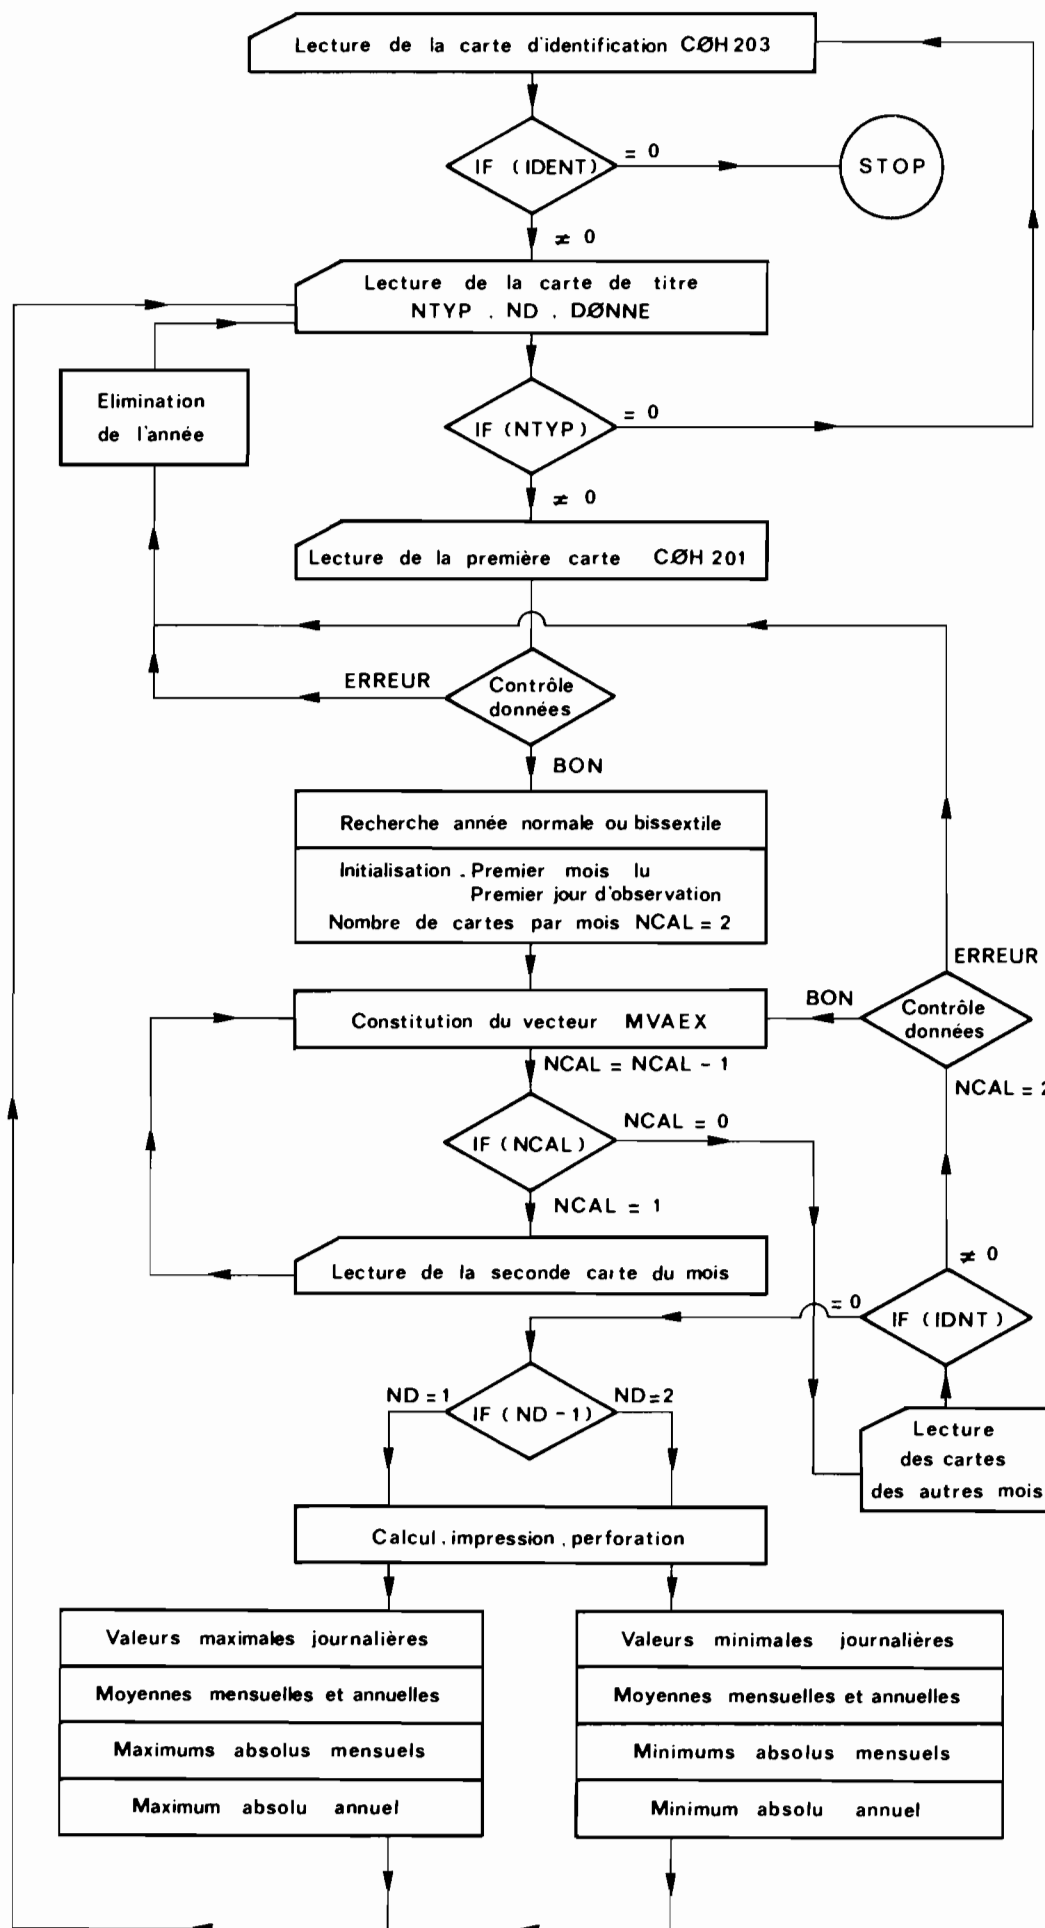 Lecture de la carte d'identification CØH 203
IF (IDENT)
= 0
STOP
≠ 0
Lecture de la carte de titre
NTYP . ND . DØNNE
Elimination
de l'année
IF (NTYP)
= 0
≠ 0
Lecture de la première carte CØH 201
ERREUR
Contrôle
données
BON
Recherche année normale ou bissextile
Initialisation . Premier mois lu
Premier jour d'observation
Nombre de cartes par mois NCAL = 2
ERREUR
BON
Contrôle
données
Constitution du vecteur MVAEX
NCAL = NCAL - 1
NCAL = 2
IF (NCAL)
NCAL = 0
NCAL = 1
Lecture de la seconde carte du mois
≠ 0
= 0
IF (IDNT)
ND = 1
IF (ND - 1)
ND = 2
Lecture
des cartes
des autres mois
Calcul . impression . perforation
Valeurs maximales journalières
Moyennes mensuelles et annuelles
Maximums absolus mensuels
Maximum absolu annuel
Valeurs minimales journalières
Moyennes mensuelles et annuelles
Minimums absolus mensuels
Minimum absolu annuel